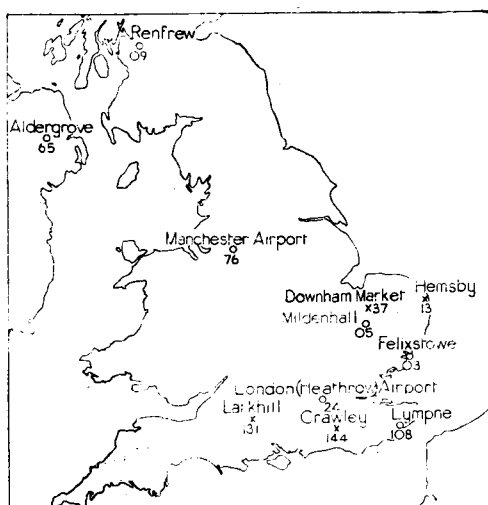 Renfrew
09
Aldergrove
65
Manchester Airport
76
Downham Market
37
Hemsby
13
Mildenhall
05
Felixstowe
03
London (Heathrow) Airport
24
Larkhill
131
Crawley
144
Lympne
108